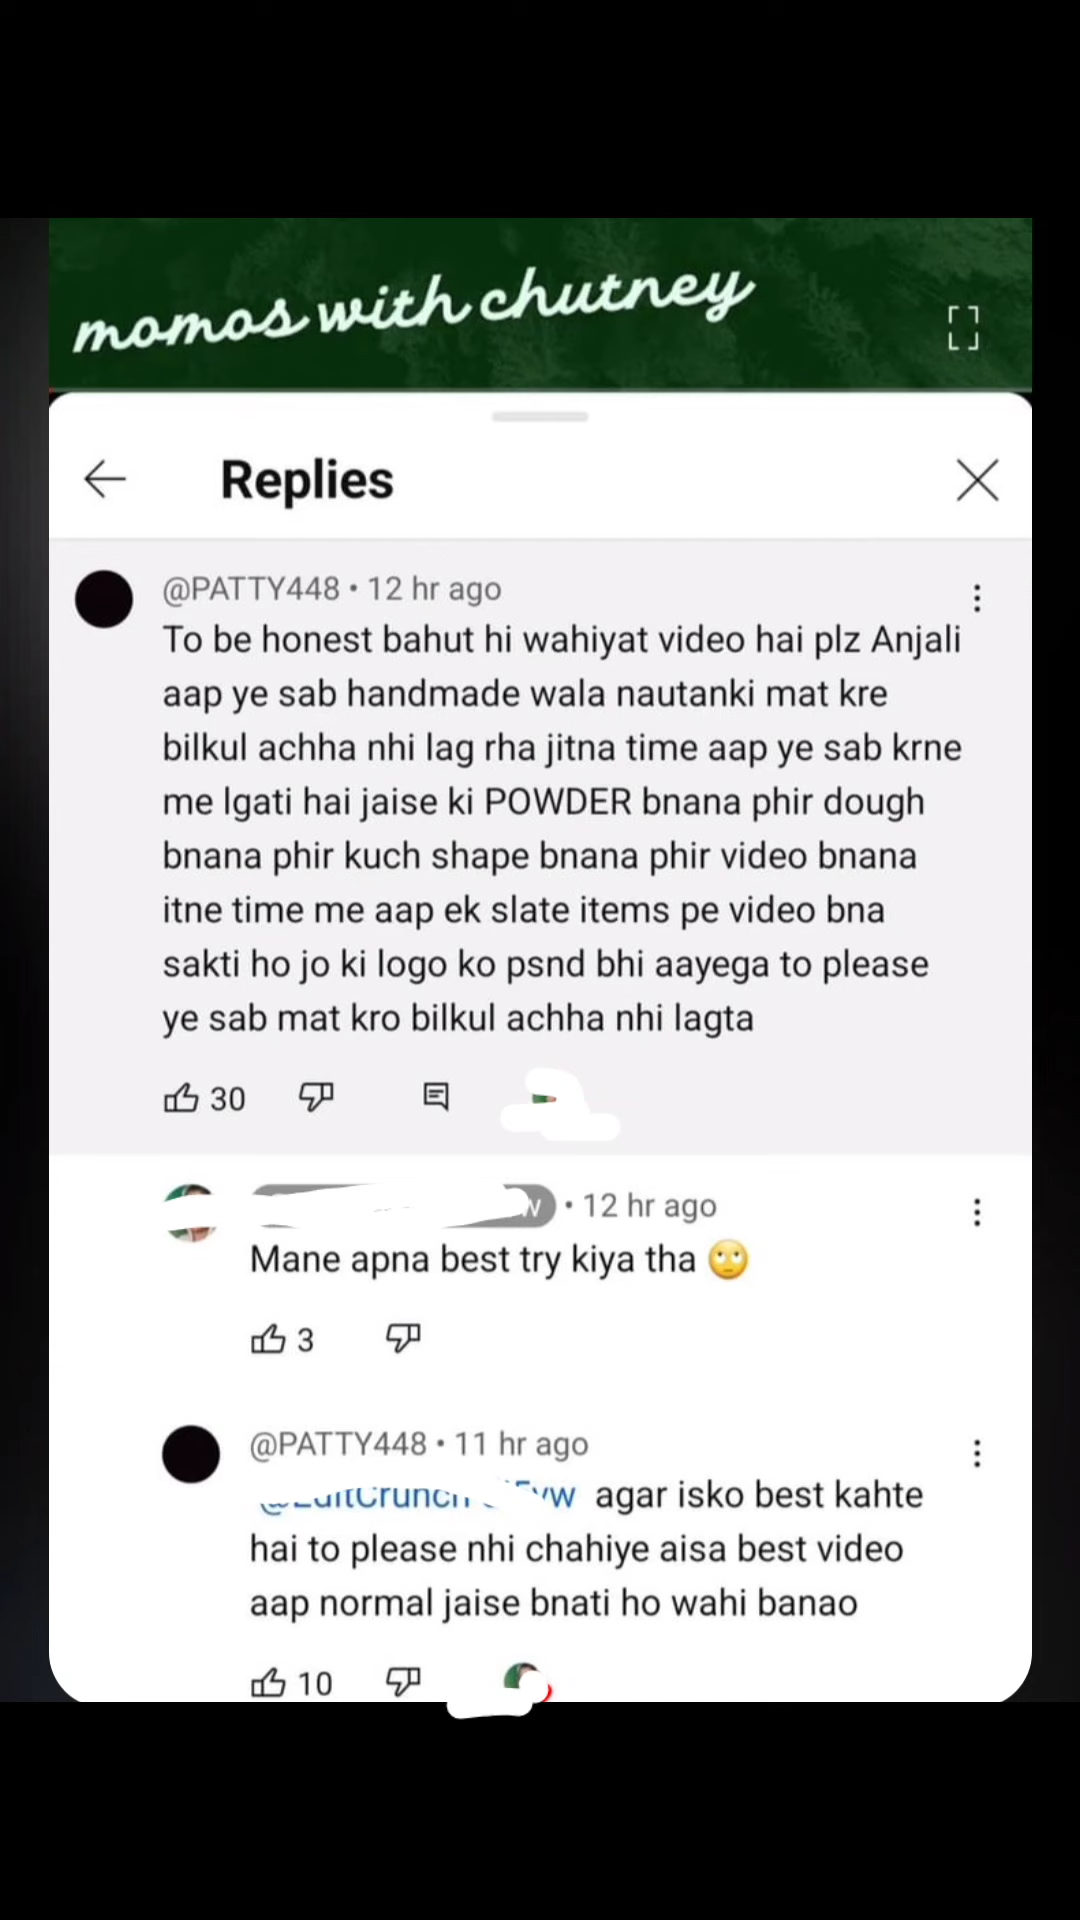 momos with chutney
Replies
@PATTY448 • 12 hr ago
To be honest bahut hi wahiyat video hai plz Anjali
aap ye sab handmade wala nautanki mat kre
bilkul achha nhi lag rha jitna time aap ye sab krne
me lgati hai jaise ki POWDER bnana phir dough
bnana phir kuch shape bnana phir video bnana
itne time me aap ek slate items pe video bna
sakti ho jo ki logo ko psnd bhi aayega to please
ye sab mat kro bilkul achha nhi lagta
30
• 12 hr ago
Mane apna best try kiya tha 🙄
3
@PATTY448 • 11 hr ago
agar isko best kahte
hai to please nhi chahiye aisa best video
aap normal jaise bnati ho wahi banao
10